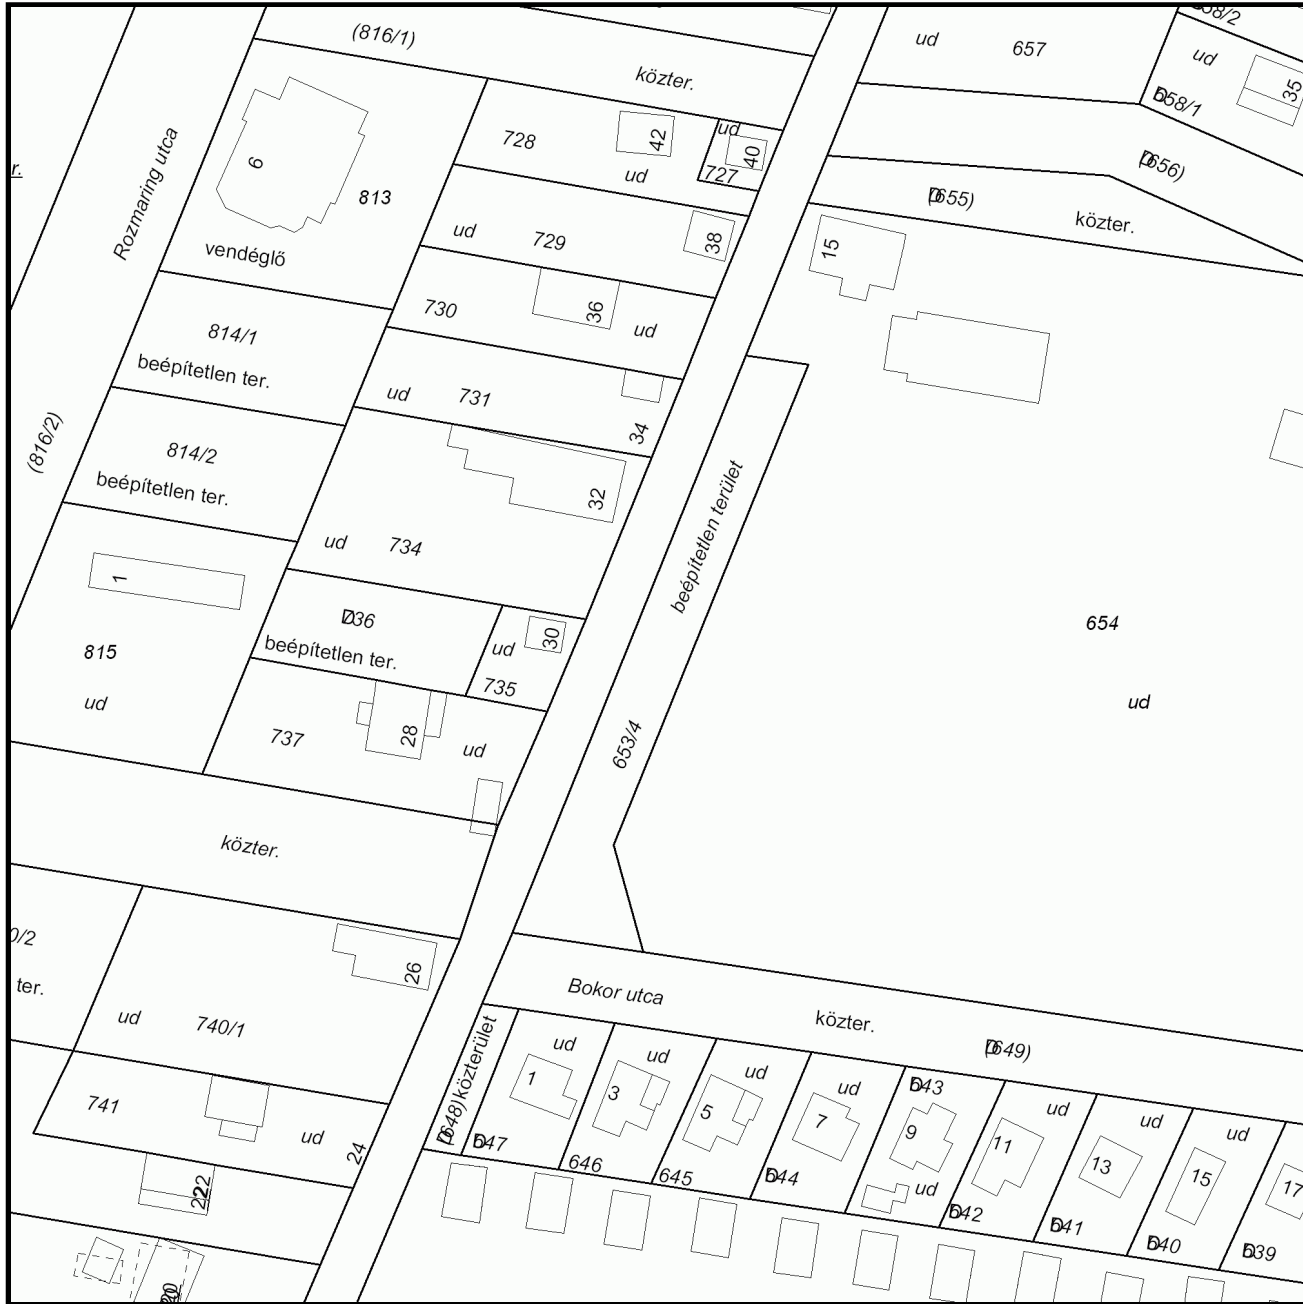 (816/1)
közter.
ud
657
58/2
ud
35
658/1
(656)
(655)
közter.
Rozmaring utca
r.
6
813
vendéglő
728
42
ud
ud
40
727
ud
729
38
15
730
36
ud
814/1
beépítetlen ter.
ud
731
34
(816/2)
814/2
beépítetlen ter.
32
ud
734
beépítetlen terület
1
815
ud
736
beépítetlen ter.
ud
30
735
654
ud
737
28
ud
653/4
közter.
0/2
ter.
26
ud
740/1
Bokor utca
közter.
(649)
741
ud
24
(648) közterület
ud
1
647
ud
3
646
ud
5
645
ud
7
644
643
9
ud
ud
11
642
ud
13
641
ud
15
640
17
639
22
20